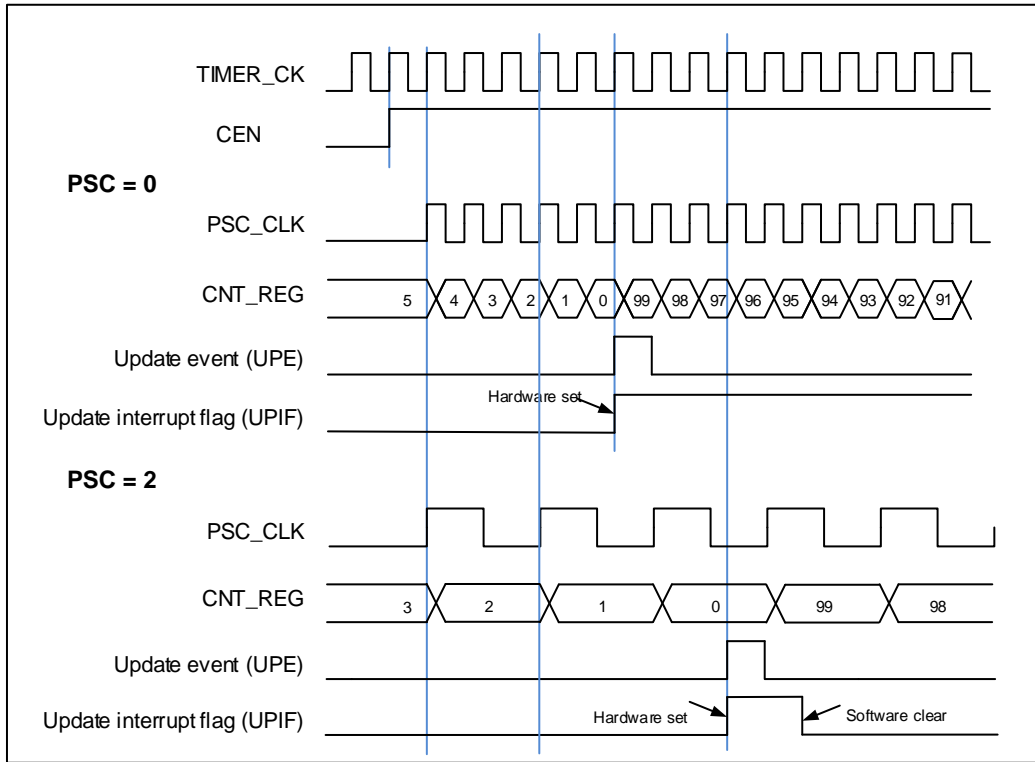 TIMER_CK
CEN
PSC = 0
PSC_CLK
CNT_REG 5 4 3 2 1 0 99 98 97 96 95 94 93 92 91
Update event (UPE)
Hardware set
Update interrupt flag (UPIF)
PSC = 2
PSC_CLK
CNT_REG 3 2 1 0 99 98
Update event (UPE)
Update interrupt flag (UPIF) Hardware set Software clear